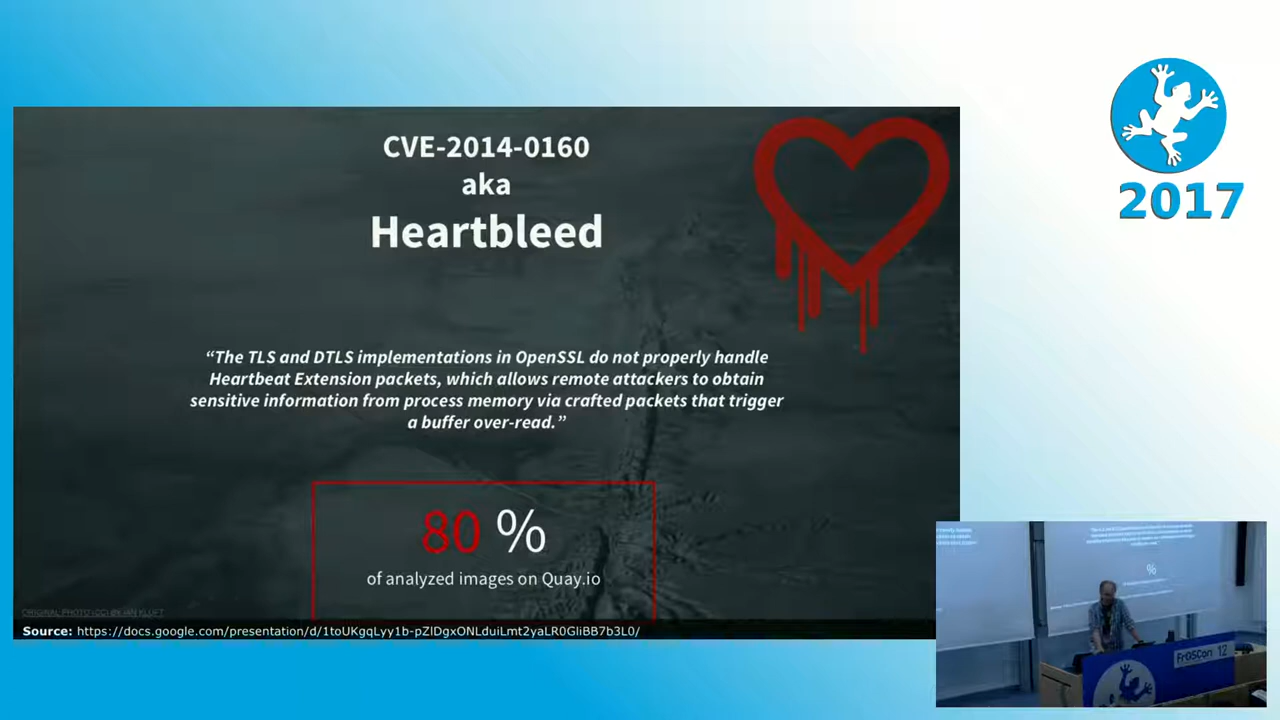 CVE-2014-0160
aka
Heartbleed
“The TLS and DTLS implementations in OpenSSL do not properly handle
Heartbeat Extension packets, which allows remote attackers to obtain
sensitive information from process memory via crafted packets that trigger
a buffer over-read.”
80 %
of analyzed images on Quay.io
Source: https://docs.google.com/presentation/d/1toUKgqLyy1b-pZlDgxONLduiLmt2yaLR0GliBB7b3L0/
2017
%
FrOSCon 12